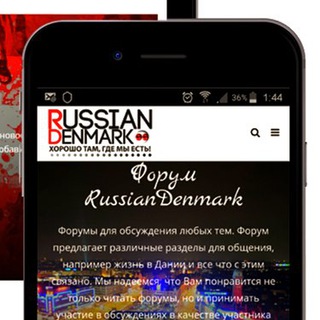 новое
36% 1:44
RUSSIAN
DENMARK
ХОРОШО ТАМ, ГДЕ МЫ ЕСТЬ!
Форум
RussianDenmark
Форумы для обсуждения любых тем. Форум
предлагает различные разделы для общения,
например жизнь в Дании и все что с этим
связано. Мы надеемся, что Вам понравится не
только читать форумы, но и принимать
участие в обсуждениях в качестве участника